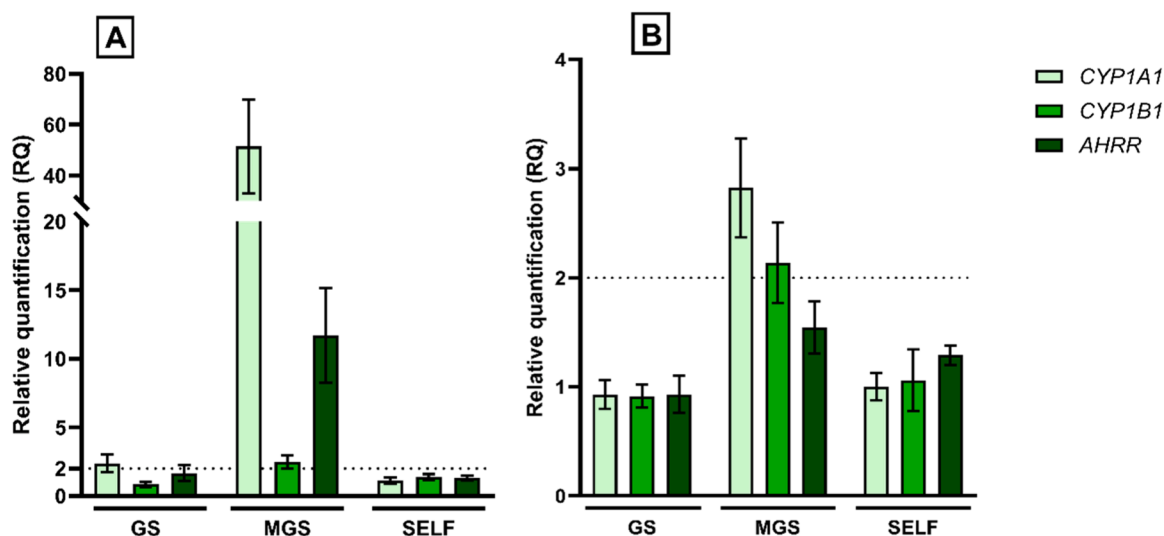 A
Relative quantification (RQ)
80
60
40
20
15
10
5
2
0
GS MGS SELF
B
Relative quantification (RQ)
4
3
2
1
0
GS MGS SELF
CYP1A1
CYP1B1
AHRR